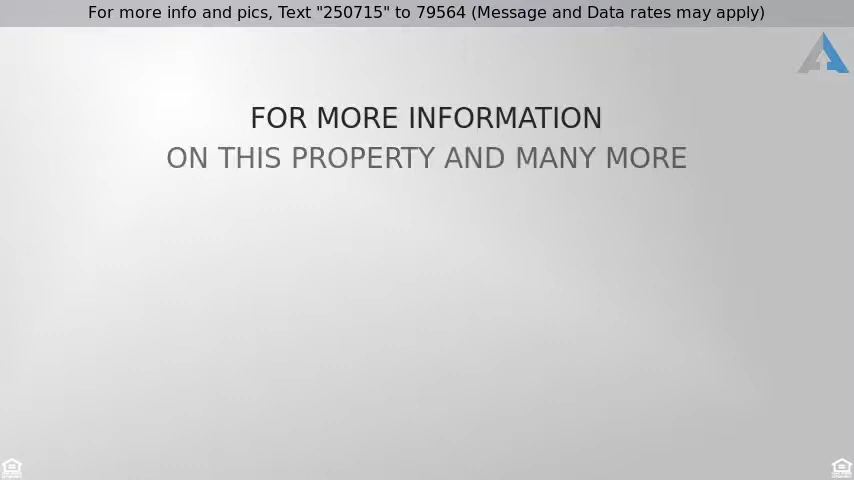 For more info and pics, Text "250715" to 79564 (Message and Data rates may apply)
FOR MORE INFORMATION
ON THIS PROPERTY AND MANY MORE